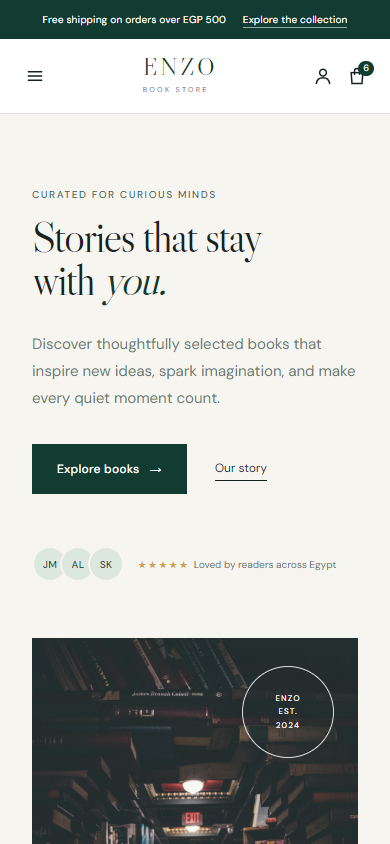 Free shipping on orders over EGP 500 Explore the collection
ENZO
BOOK STORE
6
CURATED FOR CURIOUS MINDS
Stories that stay
with you.
Discover thoughtfully selected books that
inspire new ideas, spark imagination, and make
every quiet moment count.
Explore books →
Our story
JM AL SK
★★★★★ Loved by readers across Egypt
ENZO
EST.
2024
EXIT